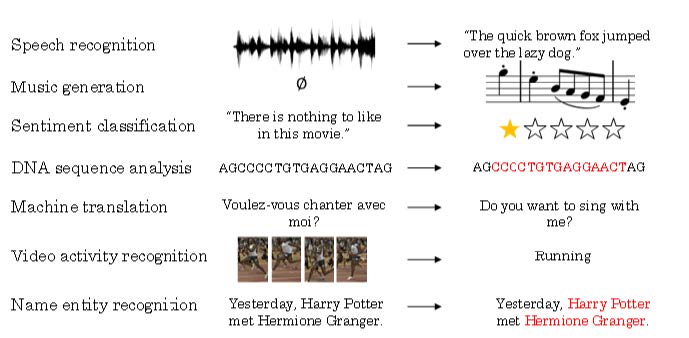 Speech recognition
“The quick brown fox jumped
over the lazy dog.”
Music generation
∅
Sentiment classification
“There is nothing to like
in this movie.”
DNA sequence analysis
AGCCCCTGTGAGGAACTAG
AGCCCCTGTGAGGAACTAG
Machine translation
Voulez-vous chanter avec
moi?
Do you want to sing with
me?
Video activity recognition
Running
Name entity recognition
Yesterday, Harry Potter
met Hermione Granger.
Yesterday, Harry Potter
met Hermione Granger.